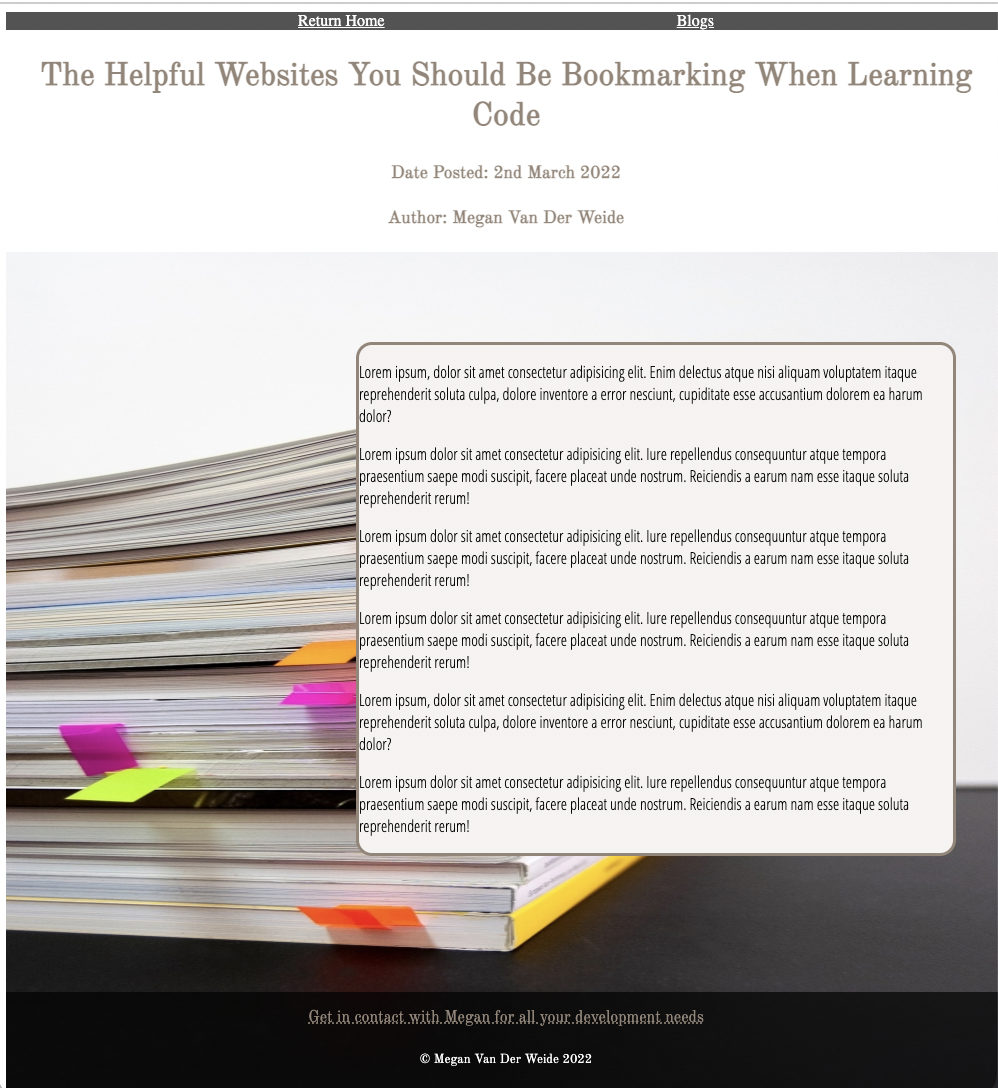 Return Home Blogs
The Helpful Websites You Should Be Bookmarking When Learning
Code
Date Posted: 2nd March 2022
Author: Megan Van Der Weide
Lorem ipsum, dolor sit amet consectetur adipisicing elit. Enim delectus atque nisi aliquam voluptatem itaque
reprehenderit soluta culpa, dolore inventore a error nesciunt, cupiditate esse accusantium dolorem ea harum
dolor?
Lorem ipsum dolor sit amet consectetur adipisicing elit. Iure repellendus consequuntur atque tempora
praesentium saepe modi suscipit, facere placeat unde nostrum. Reiciendis a earum nam esse itaque soluta
reprehenderit rerum!
Lorem ipsum dolor sit amet consectetur adipisicing elit. Iure repellendus consequuntur atque tempora
praesentium saepe modi suscipit, facere placeat unde nostrum. Reiciendis a earum nam esse itaque soluta
reprehenderit rerum!
Lorem ipsum dolor sit amet consectetur adipisicing elit. Iure repellendus consequuntur atque tempora
praesentium saepe modi suscipit, facere placeat unde nostrum. Reiciendis a earum nam esse itaque soluta
reprehenderit rerum!
Lorem ipsum, dolor sit amet consectetur adipisicing elit. Enim delectus atque nisi aliquam voluptatem itaque
reprehenderit soluta culpa, dolore inventore a error nesciunt, cupiditate esse accusantium dolorem ea harum
dolor?
Lorem ipsum dolor sit amet consectetur adipisicing elit. Iure repellendus consequuntur atque tempora
praesentium saepe modi suscipit, facere placeat unde nostrum. Reiciendis a earum nam esse itaque soluta
reprehenderit rerum!
Get in contact with Megan for all your development needs
© Megan Van Der Weide 2022